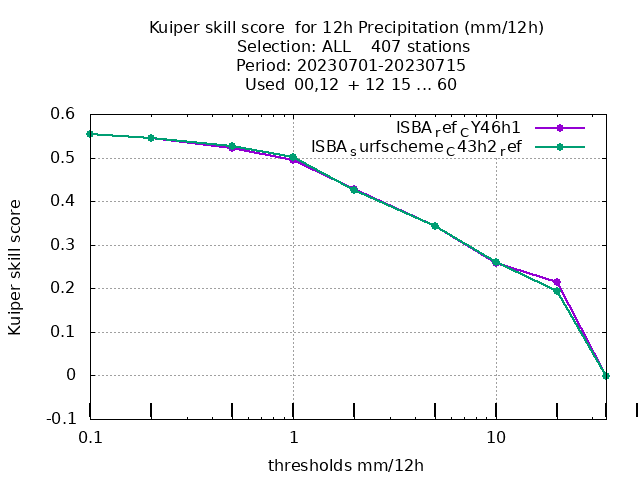 Kuiper skill score for 12h Precipitation (mm/12h)
Selection: ALL 407 stations
Period: 20230701-20230715
Used 00,12 + 12 15 ... 60
ISBA_ref_CY46h1
ISBA_surfscheme_C43h2_ref
0.6
0.5
0.4
0.3
0.2
0.1
0
-0.1
Kuiper skill score
0.1 1 10
thresholds mm/12h